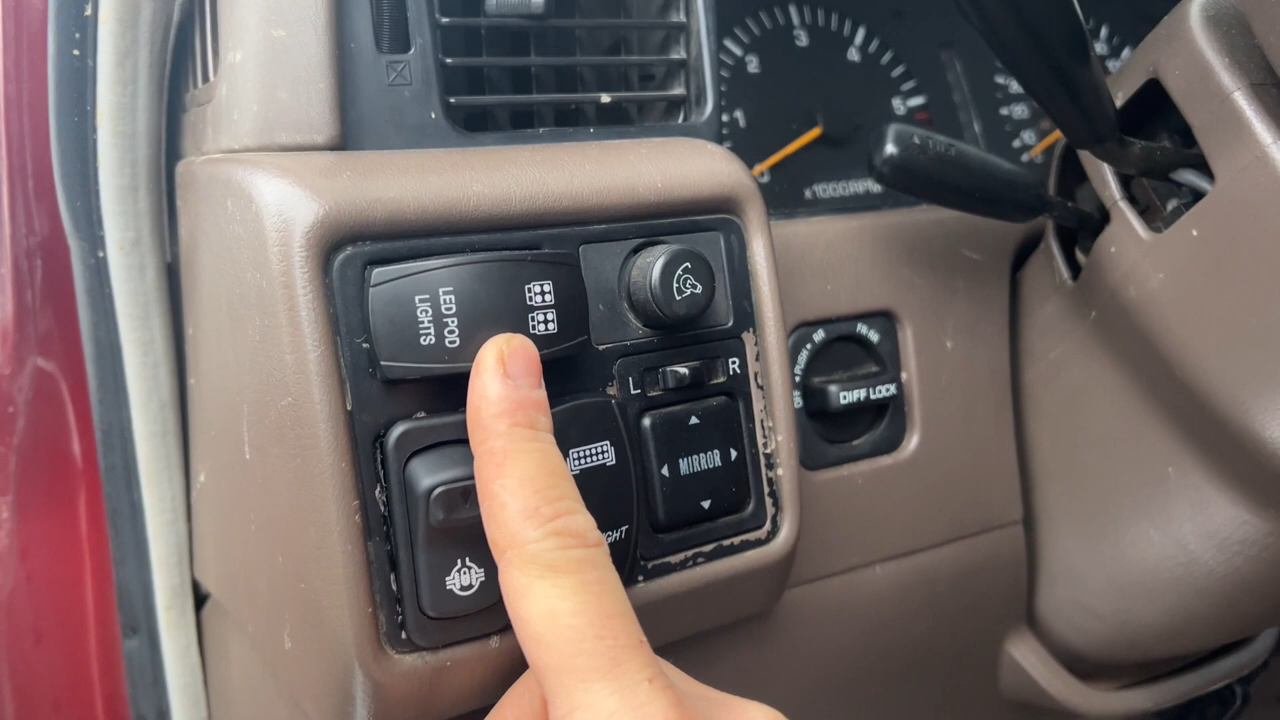 1
2
3
4
5
x1000RPM
LED POD
LIGHTS
L
R
MIRROR
OFF
PUSH
RR
FR·RR
DIFF LOCK